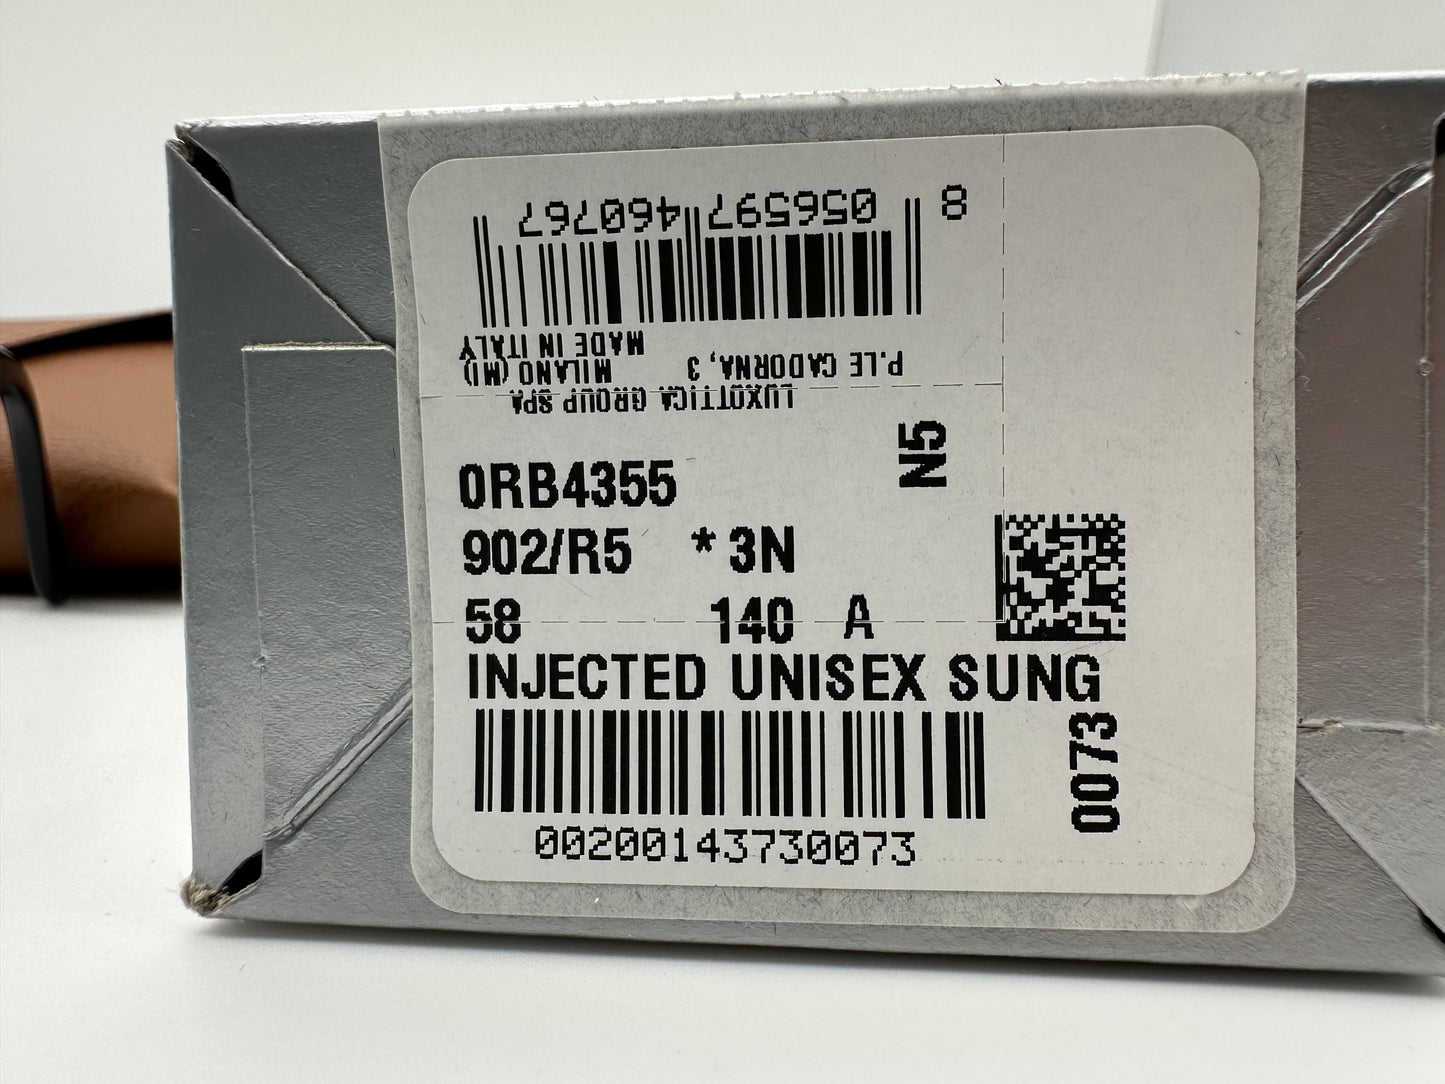 8 056597 460767
LUXOTTICA GROUP SPA
P.LE CADORNA, 3 MILANO (MI)
MADE IN ITALY
N5
0RB4355
902/R5 * 3N
58 140 A
INJECTED UNISEX SUNG
0073
00200143730073